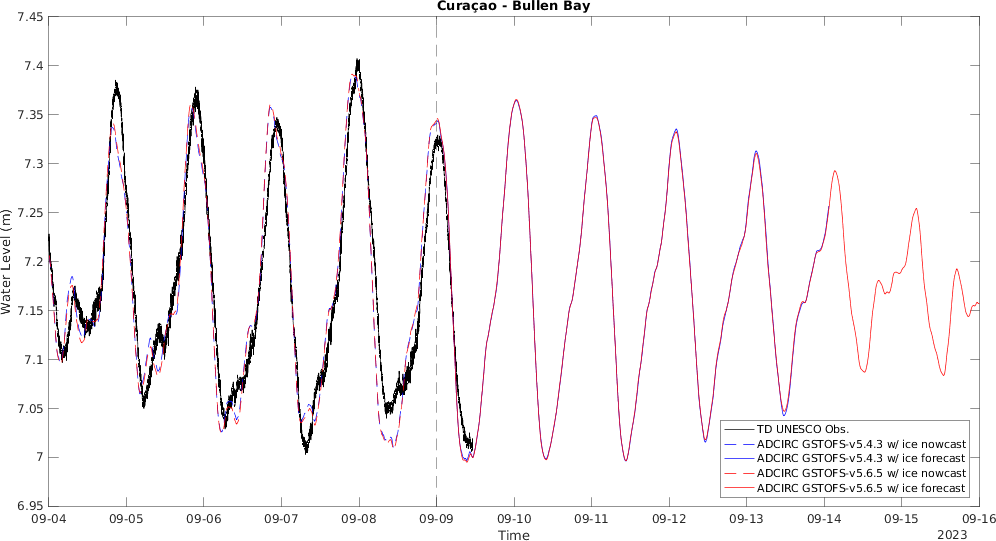 Curaçao - Bullen Bay
7.45
7.4
7.35
7.3
7.25
7.2
7.15
7.1
7.05
7
6.95
Water Level (m)
TD UNESCO Obs.
ADCIRC GSTOFS-v5.4.3 w/ ice nowcast
ADCIRC GSTOFS-v5.4.3 w/ ice forecast
ADCIRC GSTOFS-v5.6.5 w/ ice nowcast
ADCIRC GSTOFS-v5.6.5 w/ ice forecast
09-04 09-05 09-06 09-07 09-08 09-09 09-10 09-11 09-12 09-13 09-14 09-15 09-16
Time
2023